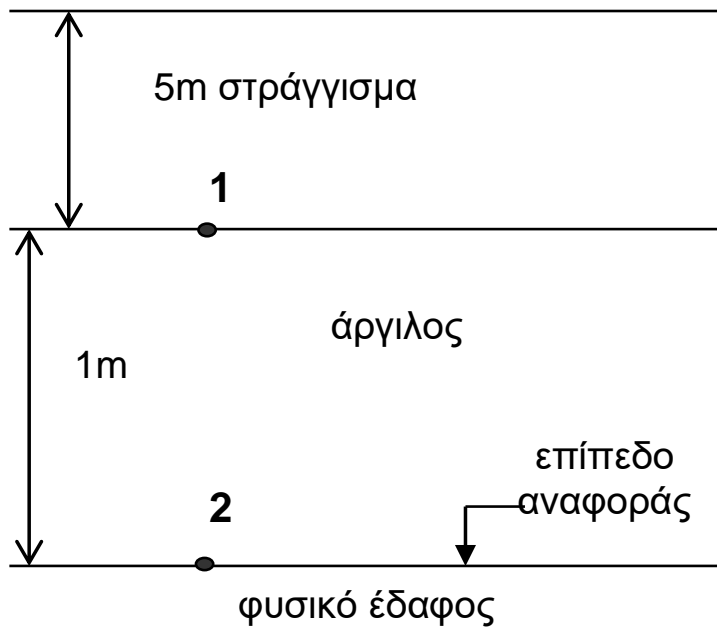 5m στράγγισμα
1
άργιλος
1m
επίπεδο
αναφοράς
2
φυσικό έδαφος